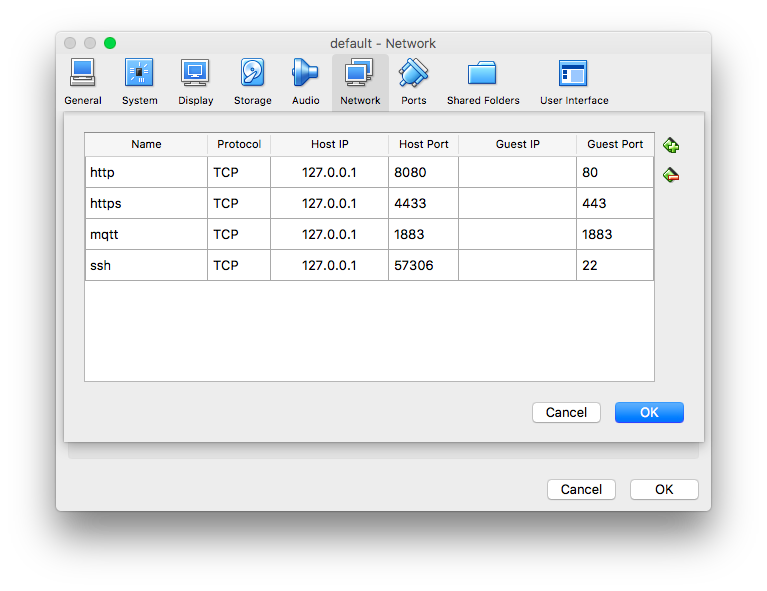 default - Network
General System Display Storage Audio Network Ports Shared Folders User Interface
Name Protocol Host IP Host Port Guest IP Guest Port
http TCP 127.0.0.1 8080 80
https TCP 127.0.0.1 4433 443
mqtt TCP 127.0.0.1 1883 1883
ssh TCP 127.0.0.1 57306 22
Cancel OK
Cancel OK